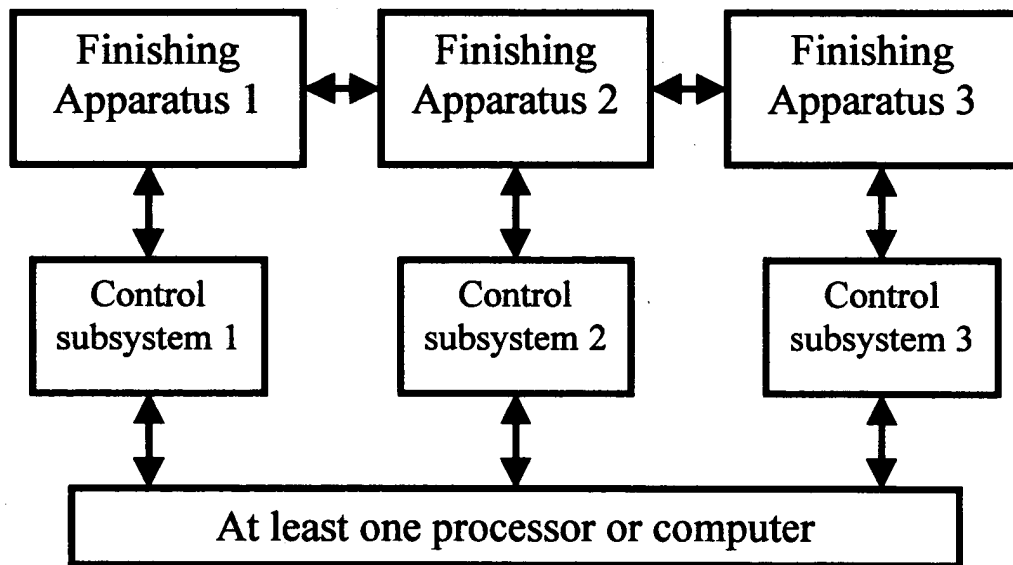 Finishing
Apparatus 1
Finishing
Apparatus 2
Finishing
Apparatus 3
Control
subsystem 1
Control
subsystem 2
Control
subsystem 3
At least one processor or computer